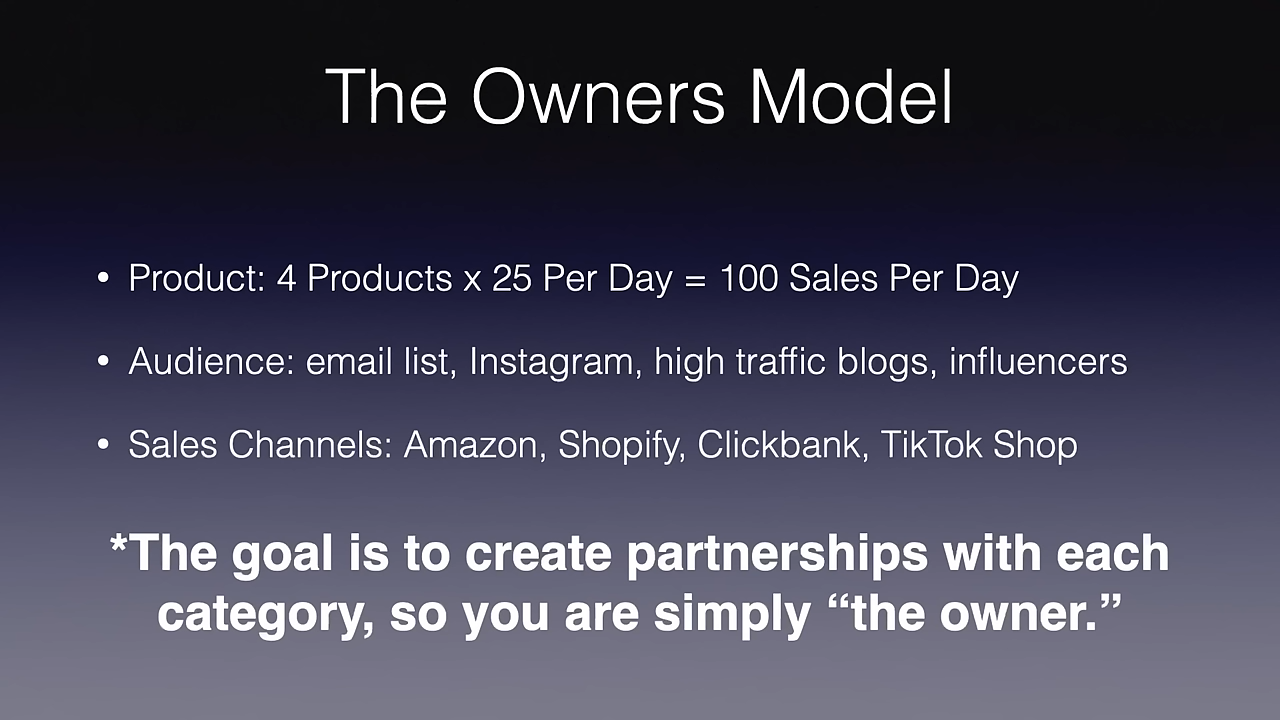 The Owners Model
• Product: 4 Products x 25 Per Day = 100 Sales Per Day
• Audience: email list, Instagram, high traffic blogs, influencers
• Sales Channels: Amazon, Shopify, Clickbank, TikTok Shop
*The goal is to create partnerships with each
category, so you are simply “the owner.”